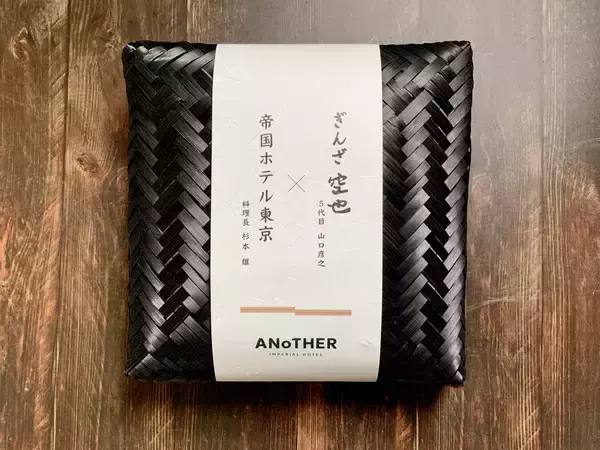 ぎんざ 空也
5代目 山口彦之
×
帝国ホテル東京
料理長 杉本 雄
ANoTHER
IMPERIAL HOTEL